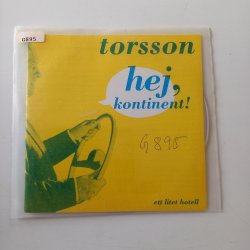 0895
torsson
hej,
kontinent!
G 895
ett litet hotell